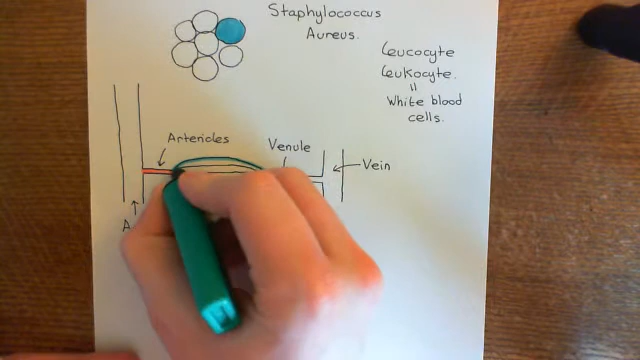 Staphylococcus
Aureus.
Leucocyte
Leukocyte.
=
White blood
cells.
Arterioles
Venule
Vein
A